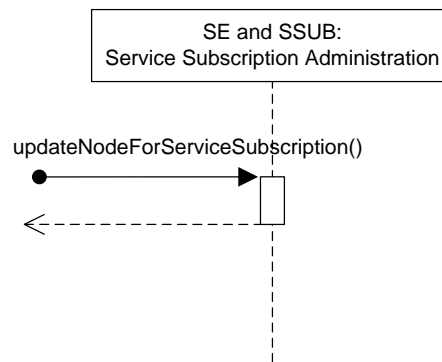 SE and SSUB:
Service Subscription Administration
updateNodeForServiceSubscription()